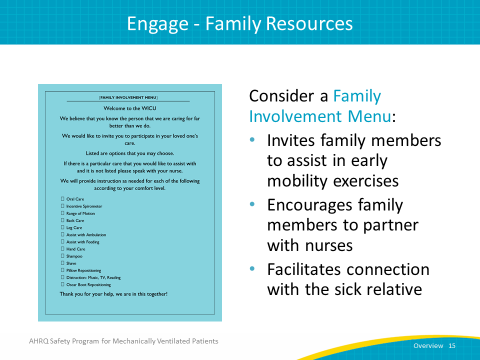 Engage - Family Resources
[FAMILY INVOLVEMENT MENU]
Welcome to the WICU
We believe that you know the person that we are caring for far
better than we do.
We would like to invite you to participate in your loved one's
care.
Listed are options that you may choose.
If there is a particular care that you would like to assist with
and it is not listed please speak with your nurse.
We will provide instruction as needed for each of the following
according to your comfort level.
Oral Care
Incentive Spirometer
Range of Motion
Bath Care
Leg Care
Assist with Ambulation
Assist with Feeding
Hand Care
Shampoo
Shave
Pillow Repositioning
Distraction: Music, TV, Reading
Out of Boot Repositioning
Thank you for your help, we are in this together!
Consider a Family
Involvement Menu:
• Invites family members
to assist in early
mobility exercises
• Encourages family
members to partner
with nurses
• Facilitates connection
with the sick relative
AHRQ Safety Program for Mechanically Ventilated Patients
Overview 15